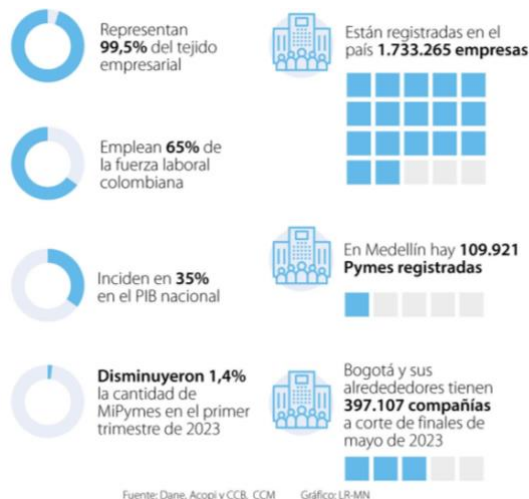 Representan
99,5% del tejido
empresarial
Emplean 65% de
la fuerza laboral
colombiana
Inciden en 35%
en el PIB nacional
Disminuyeron 1,4%
la cantidad de
MiPymes en el primer
trimestre de 2023
Están registradas en el
país 1.733.265 empresas
En Medellín hay 109.921
Pymes registradas
Bogotá y sus
alredededores tienen
397.107 compañías
a corte de finales de
mayo de 2023
Fuente: Dane, Acopi y CCB, CCM Gráfico: LR-MN